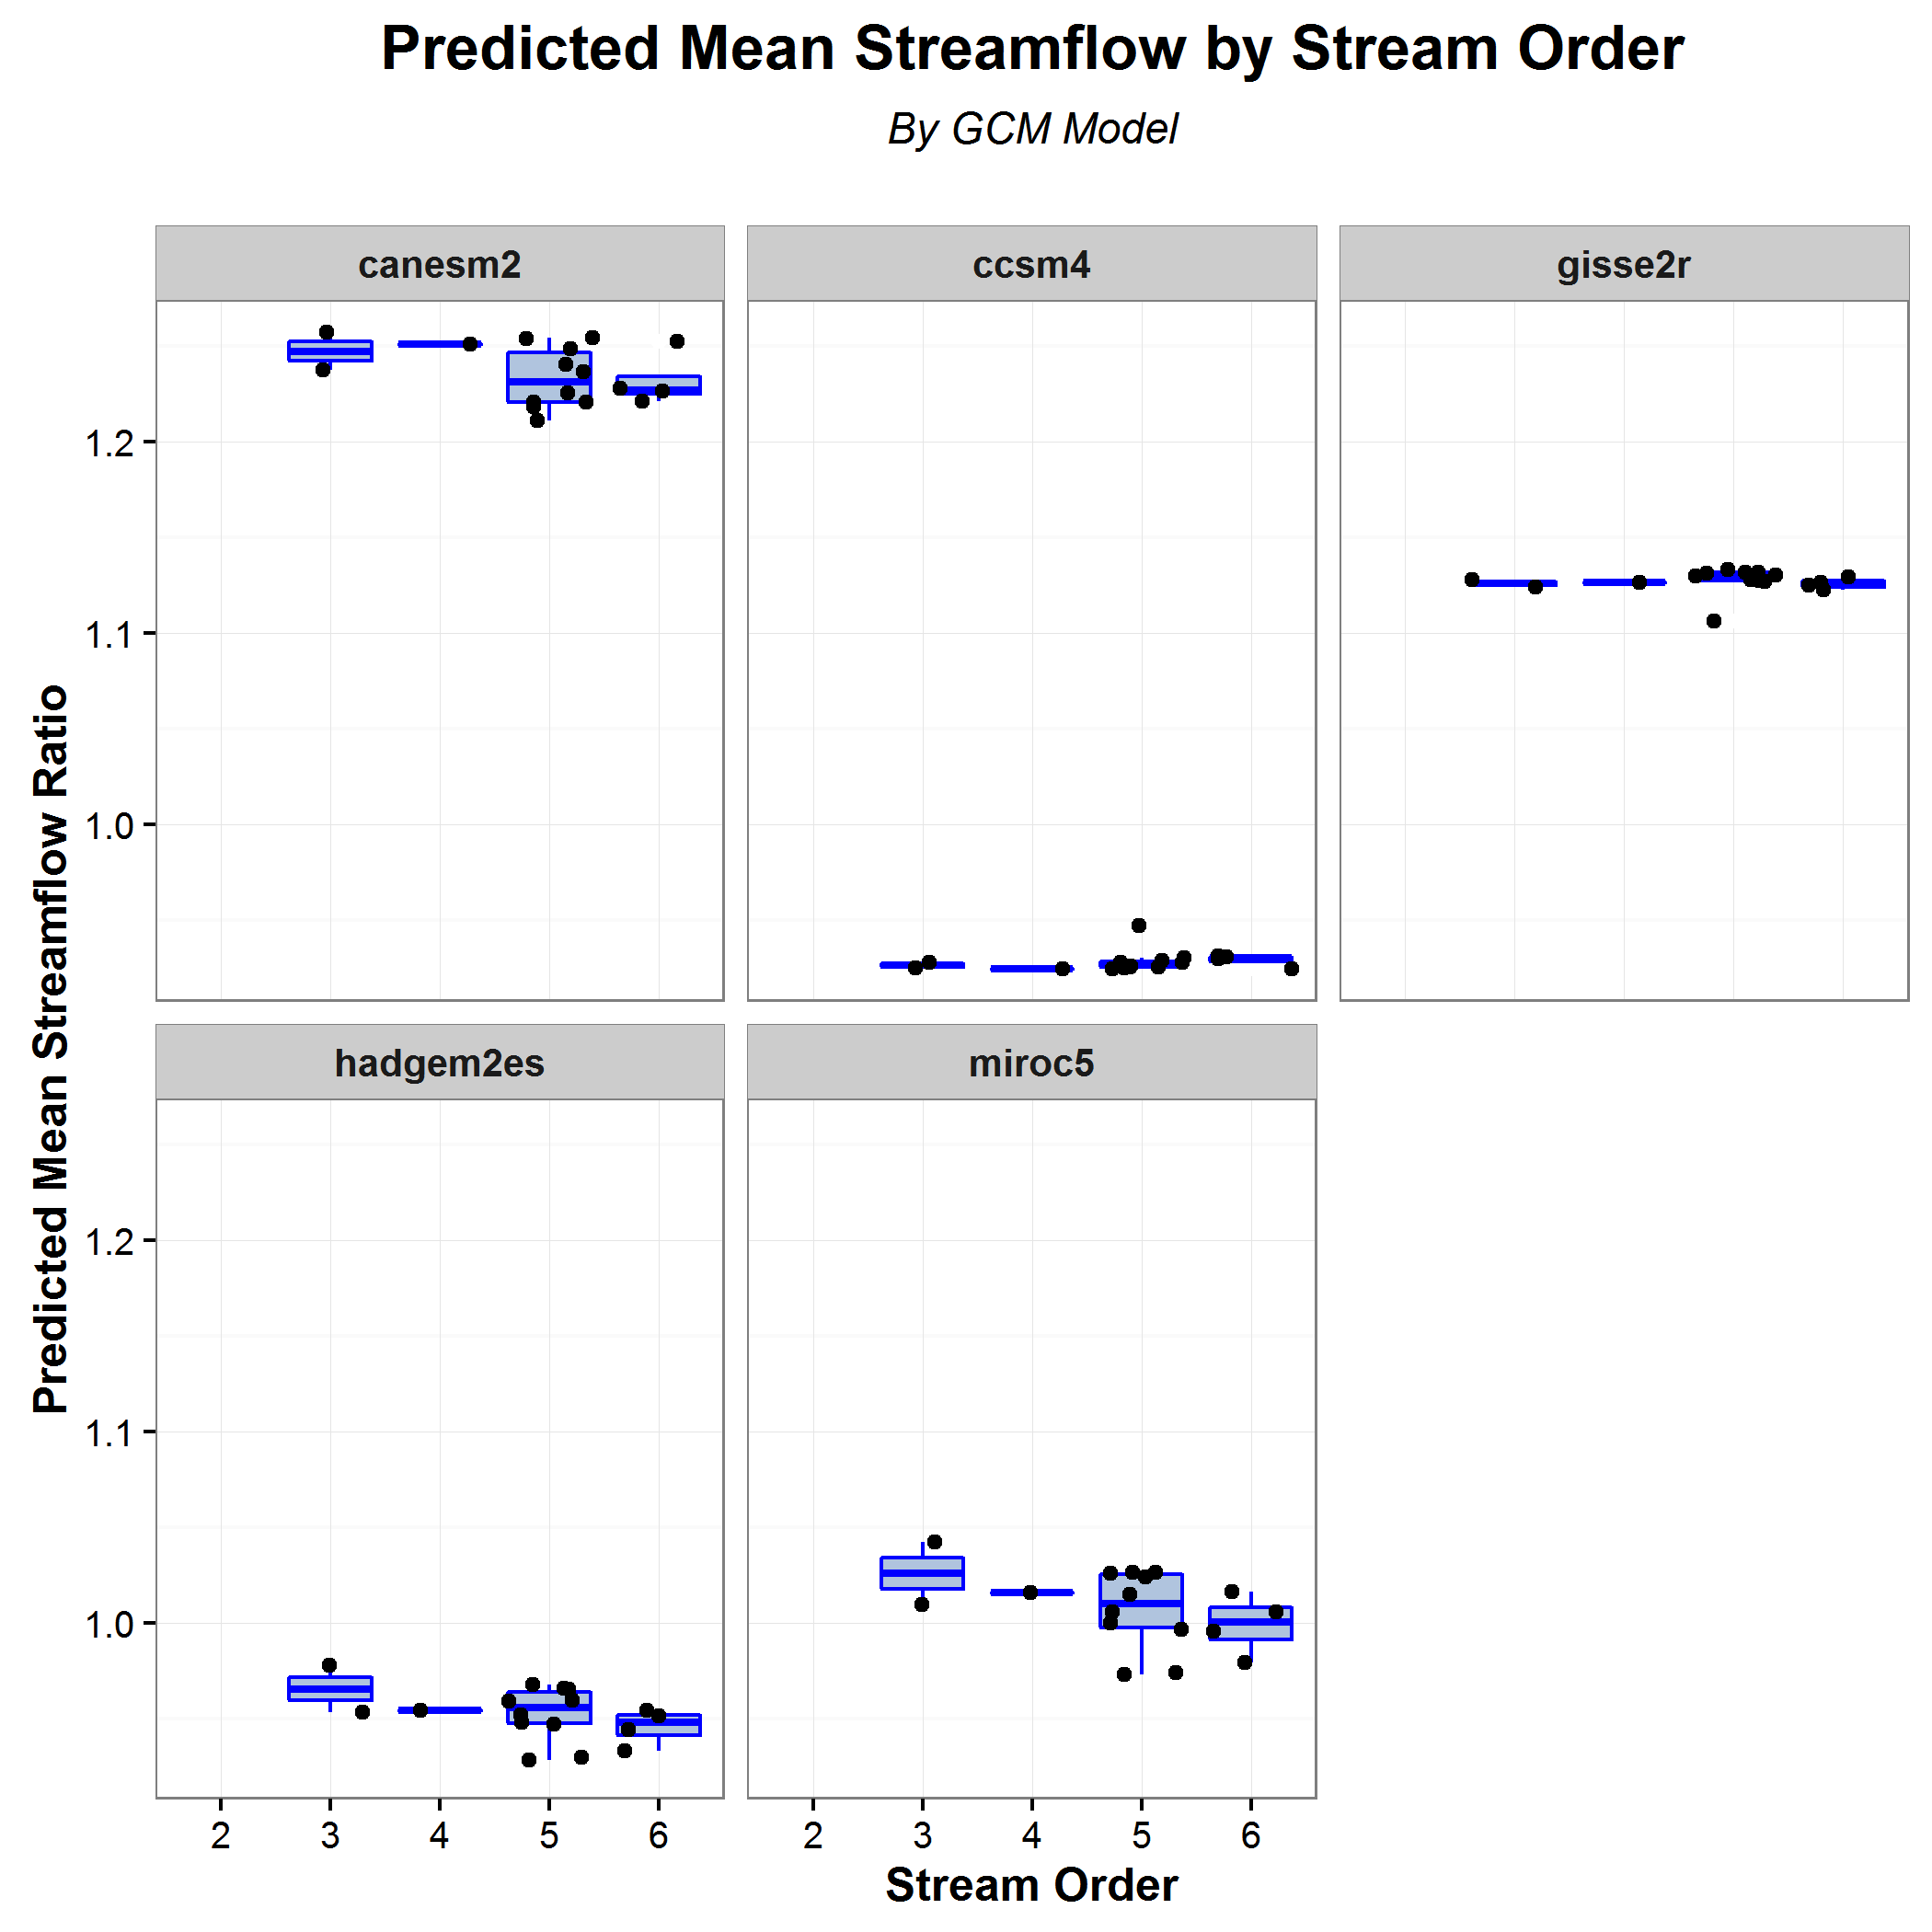 Predicted Mean Streamflow by Stream Order
By GCM Model
canesm2
ccsm4
gisse2r
1.2
1.1
1.0
Predicted Mean Streamflow Ratio
hadgem2es
miroc5
1.2
1.1
1.0
2 3 4 5 6
2 3 4 5 6
Stream Order